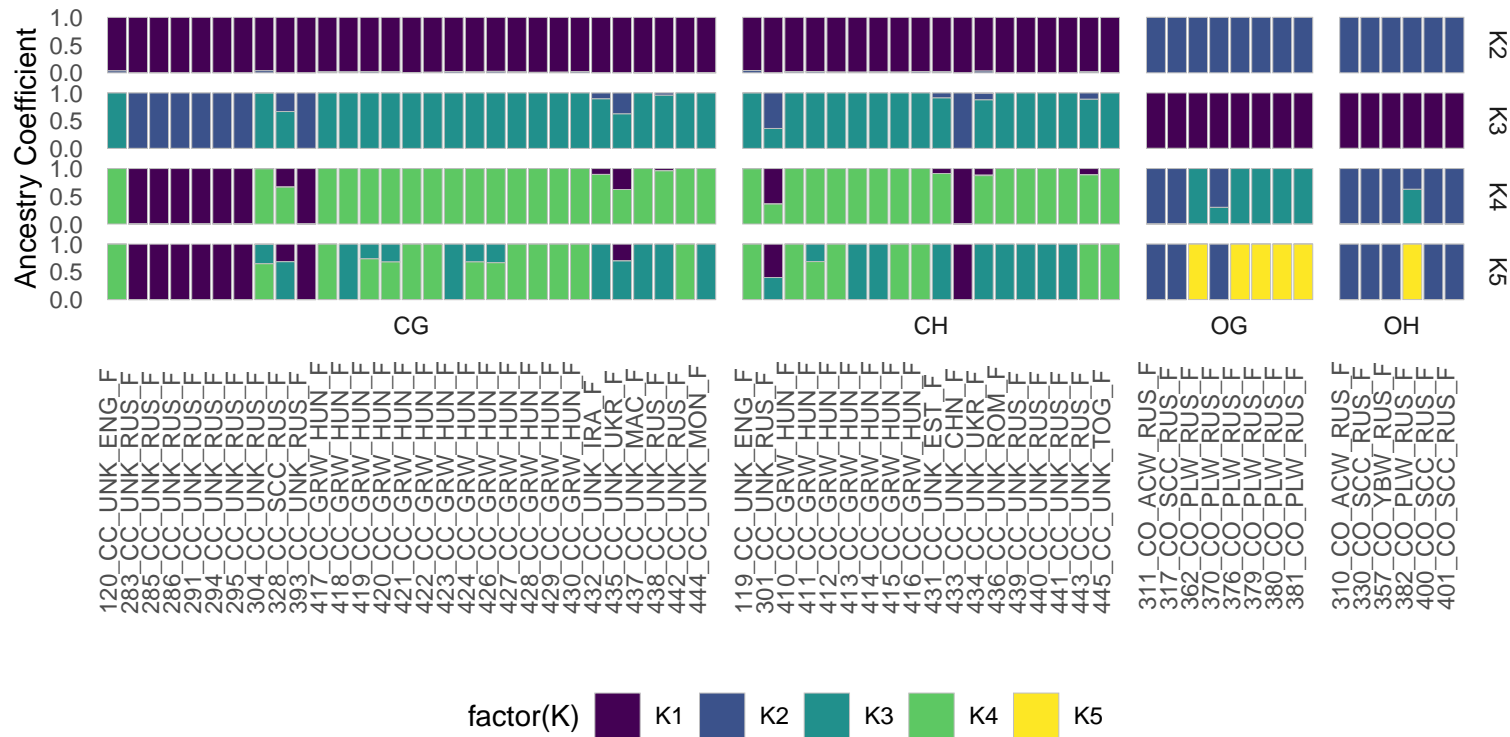 Ancestry Coefficient
1.0
0.5
0.0
K2
1.0
0.5
0.0
K3
1.0
0.5
0.0
K4
1.0
0.5
0.0
K5
CG
CH
OG
OH
120_CC_UNK_ENG_F
283_CC_UNK_RUS_F
285_CC_UNK_RUS_F
286_CC_UNK_RUS_F
291_CC_UNK_RUS_F
294_CC_UNK_RUS_F
295_CC_UNK_RUS_F
304_CC_UNK_RUS_F
328_CC_SCC_RUS_F
393_CC_UNK_RUS_F
417_CC_GRW_HUN_F
418_CC_GRW_HUN_F
419_CC_GRW_HUN_F
420_CC_GRW_HUN_F
421_CC_GRW_HUN_F
422_CC_GRW_HUN_F
423_CC_GRW_HUN_F
424_CC_GRW_HUN_F
426_CC_GRW_HUN_F
427_CC_GRW_HUN_F
428_CC_GRW_HUN_F
429_CC_GRW_HUN_F
430_CC_GRW_HUN_F
432_CC_UNK_IRA_F
435_CC_UNK_UKR_F
437_CC_UNK_MAC_F
438_CC_UNK_RUS_F
442_CC_UNK_RUS_F
444_CC_UNK_MON_F
119_CC_UNK_ENG_F
301_CC_UNK_RUS_F
410_CC_GRW_HUN_F
411_CC_GRW_HUN_F
412_CC_GRW_HUN_F
413_CC_GRW_HUN_F
414_CC_GRW_HUN_F
415_CC_GRW_HUN_F
416_CC_GRW_HUN_F
431_CC_UNK_EST_F
433_CC_UNK_CHN_F
434_CC_UNK_UKR_F
436_CC_UNK_ROM_F
439_CC_UNK_RUS_F
440_CC_UNK_RUS_F
441_CC_UNK_RUS_F
443_CC_UNK_RUS_F
445_CC_UNK_TOG_F
311_CO_ACW_RUS_F
317_CO_SCC_RUS_F
362_CO_PLW_RUS_F
370_CO_PLW_RUS_F
376_CO_PLW_RUS_F
379_CO_PLW_RUS_F
380_CO_PLW_RUS_F
381_CO_PLW_RUS_F
310_CO_ACW_RUS_F
330_CO_SCC_RUS_F
357_CO_YBW_RUS_F
382_CO_PLW_RUS_F
400_CO_SCC_RUS_F
401_CO_SCC_RUS_F
factor(K) K1 K2 K3 K4 K5